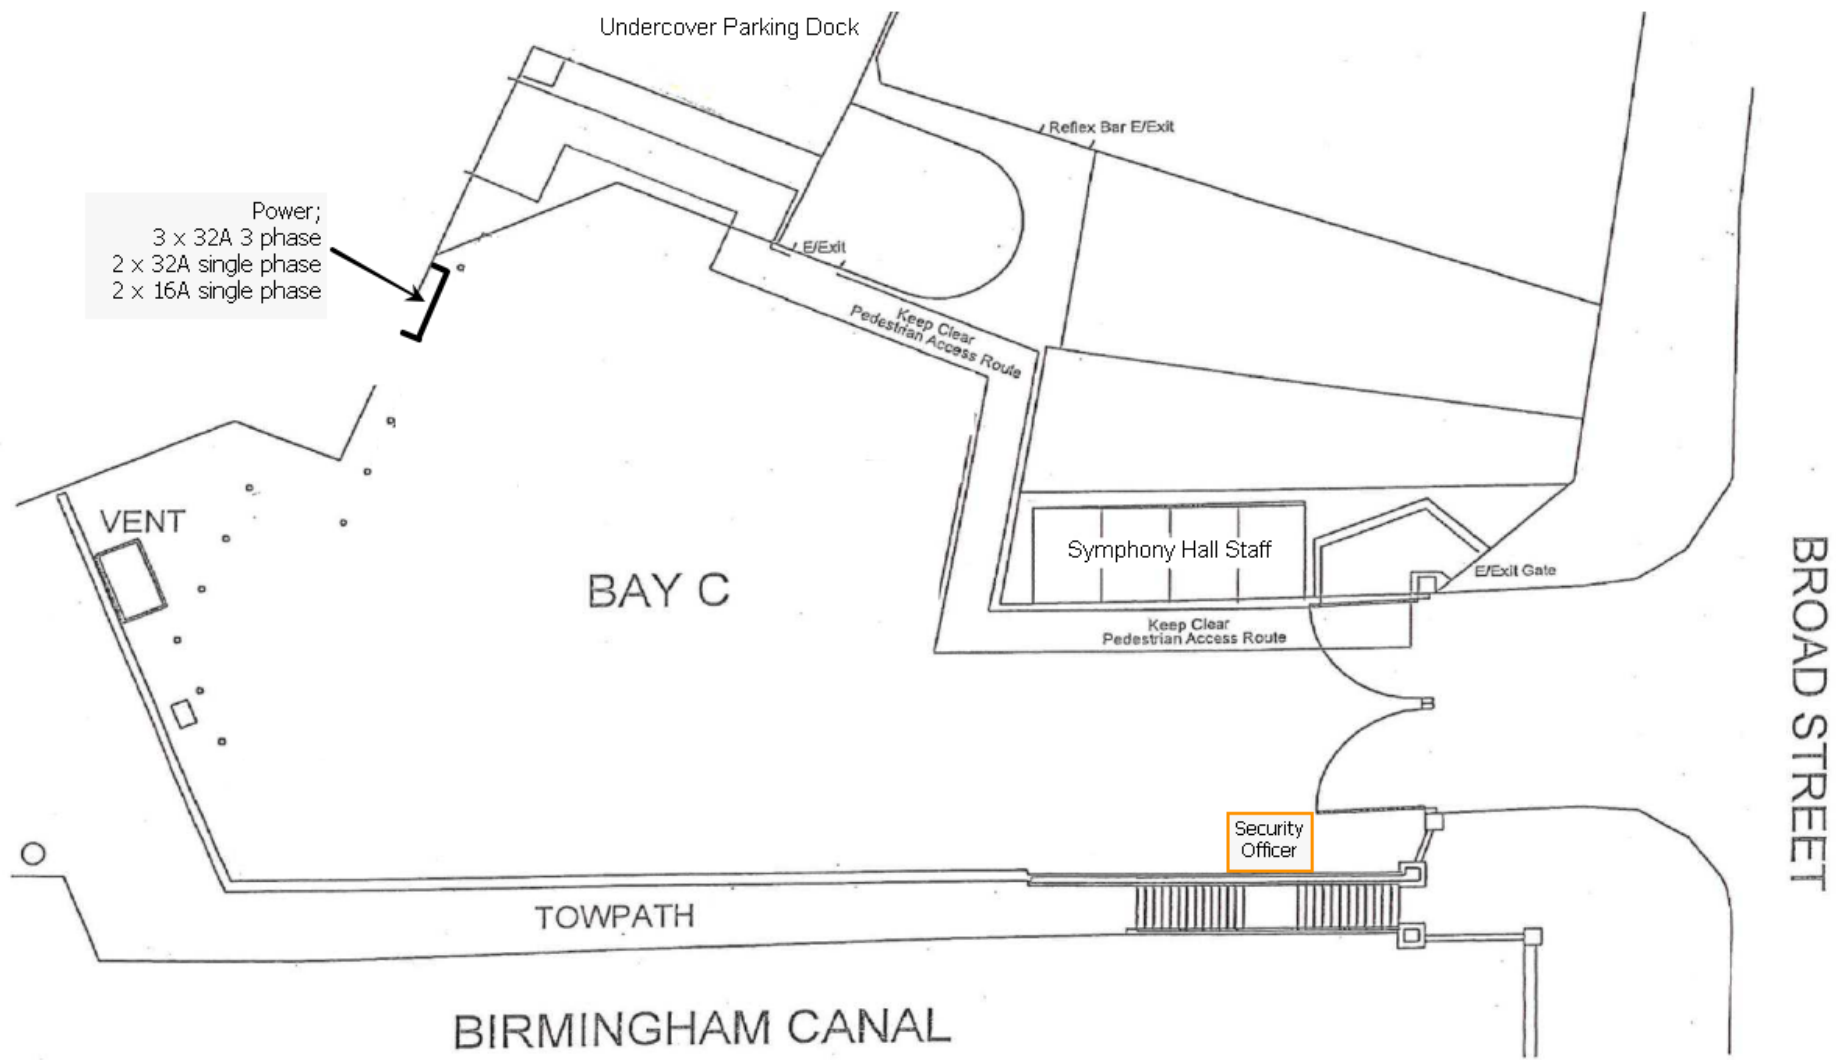 Undercover Parking Dock
Reflex Bar E/Exit
Power;
3 x 32A 3 phase
2 x 32A single phase
2 x 16A single phase
E/Exit
Keep Clear
Pedestrian Access Route
VENT
BAY C
Symphony Hall Staff
E/Exit Gate
Keep Clear
Pedestrian Access Route
BROAD STREET
Security
Officer
TOWPATH
BIRMINGHAM CANAL